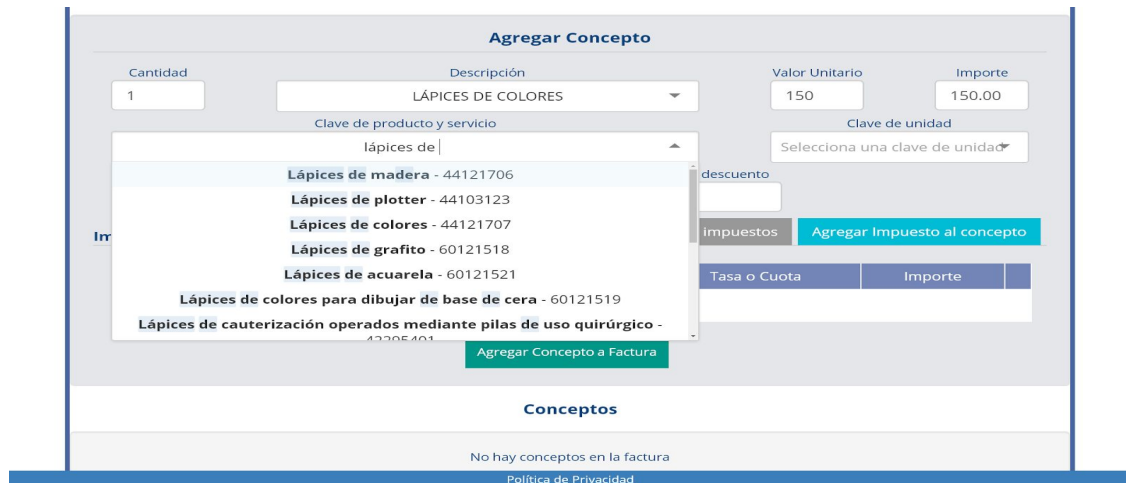 Agregar Concepto
Cantidad Descripción Valor Unitario Importe
1 LÁPICES DE COLORES 150 150.00
Clave de producto y servicio Clave de unidad
lápices de Selecciona una clave de unidad
Lápices de madera - 44121706
descuento
Lápices de plotter - 44103123
Lápices de colores - 44121707
impuestos Agregar Impuesto al concepto
Im
Lápices de grafito - 60121518
Lápices de acuarela - 60121521
Tasa o Cuota Importe
Lápices de colores para dibujar de base de cera - 60121519
Lápices de cauterización operados mediante pilas de uso quirúrgico -
Agregar Concepto a Factura
Conceptos
No hay conceptos en la factura
Política de Privacidad